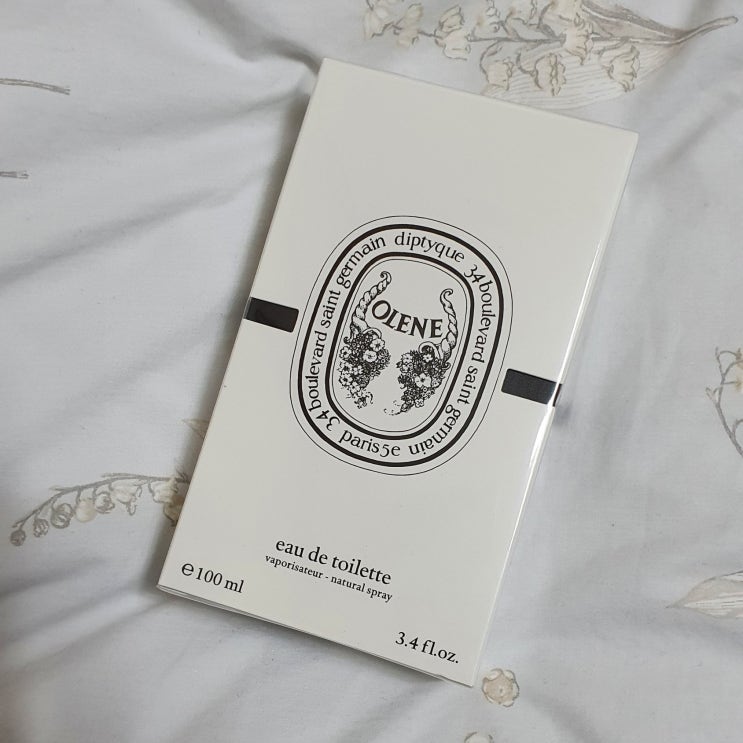 diptyque 34 boulevard saint germain paris5e 34 boulevard saint germain
OLENE
eau de toilette
vaporisateur - natural spray
e 100 ml
3.4 fl.oz.